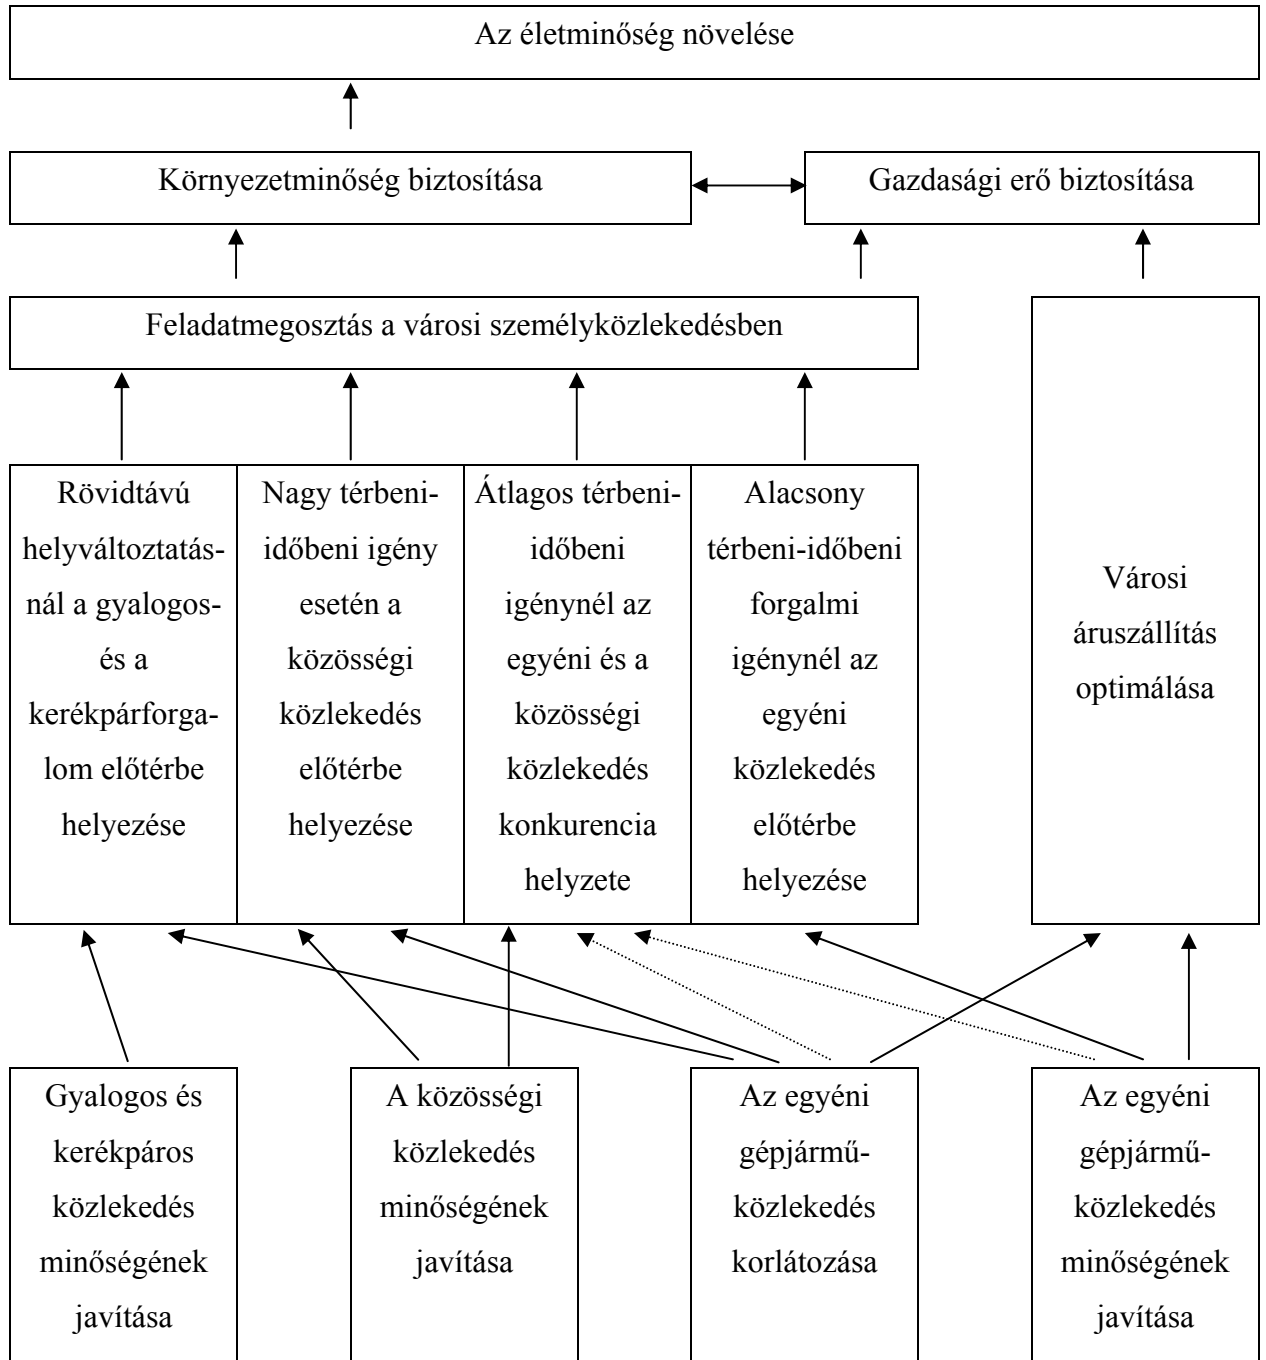 Az életminőség növelése
Környezetminőség biztosítása
Gazdasági erő biztosítása
Feladatmegosztás a városi személyközlekedésben
Rövidtávú
helyváltoztatás-
nál a gyalogos-
és a
kerékpárforga-
lom előtérbe
helyezése
Nagy térbeni-
időbeni igény
esetén a
közösségi
közlekedés
előtérbe
helyezése
Átlagos térbeni-
időbeni
igénynél az
egyéni és a
közösségi
közlekedés
konkurencia
helyzete
Alacsony
térbeni-időbeni
forgalmi
igénynél az
egyéni
közlekedés
előtérbe
helyezése
Városi
áruszállítás
optimálása
Gyalogos és
kerékpáros
közlekedés
minőségének
javítása
A közösségi
közlekedés
minőségének
javítása
Az egyéni
gépjármű-
közlekedés
korlátozása
Az egyéni
gépjármű-
közlekedés
minőségének
javítása